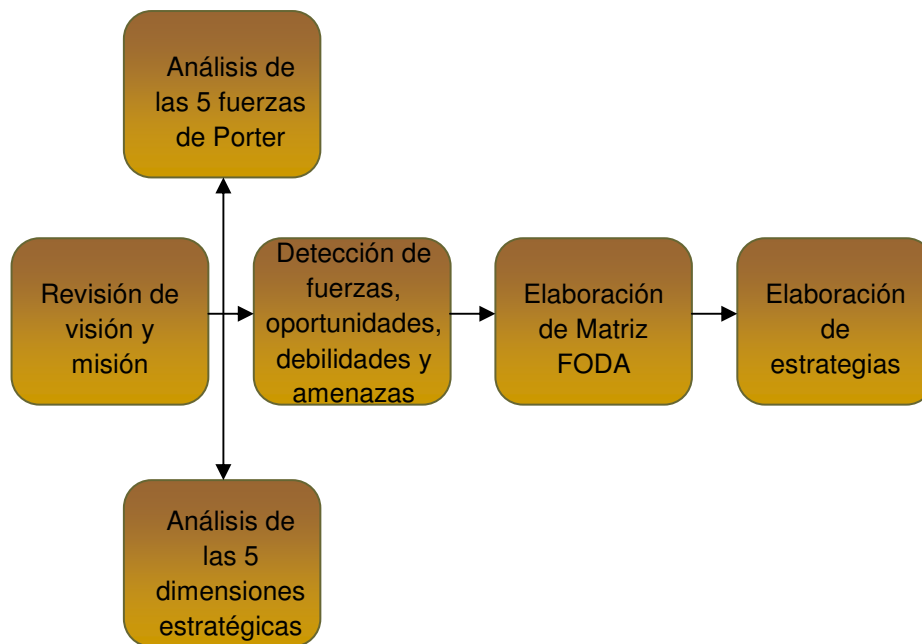 Análisis de
las 5 fuerzas
de Porter
Revisión de
visión y
misión
Detección de
fuerzas,
oportunidades,
debilidades y
amenazas
Elaboración
de Matriz
FODA
Elaboración
de
estrategias
Análisis de
las 5
dimensiones
estratégicas